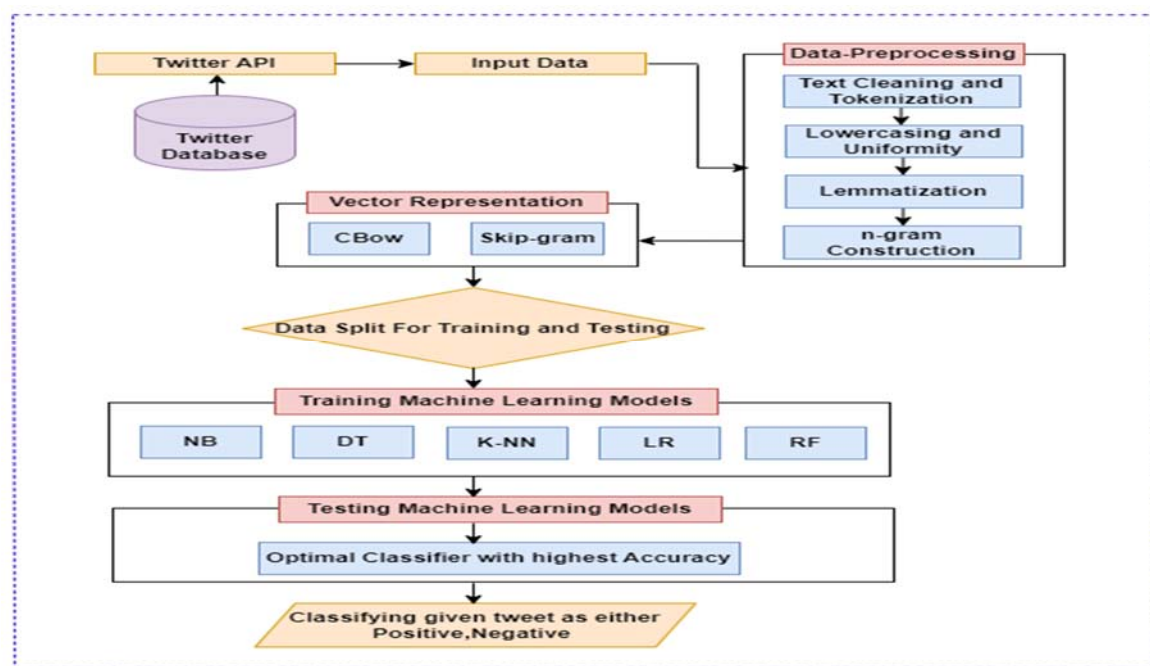 Twitter API
Input Data
Twitter
Database
Data-Preprocessing
Text Cleaning and
Tokenization
Lowercasing and
Uniformity
Lemmatization
n-gram
Construction
Vector Representation
CBow
Skip-gram
Data Split For Training and Testing
Training Machine Learning Models
NB
DT
K-NN
LR
RF
Testing Machine Learning Models
Optimal Classifier with highest Accuracy
Classifying given tweet as either
Positive,Negative